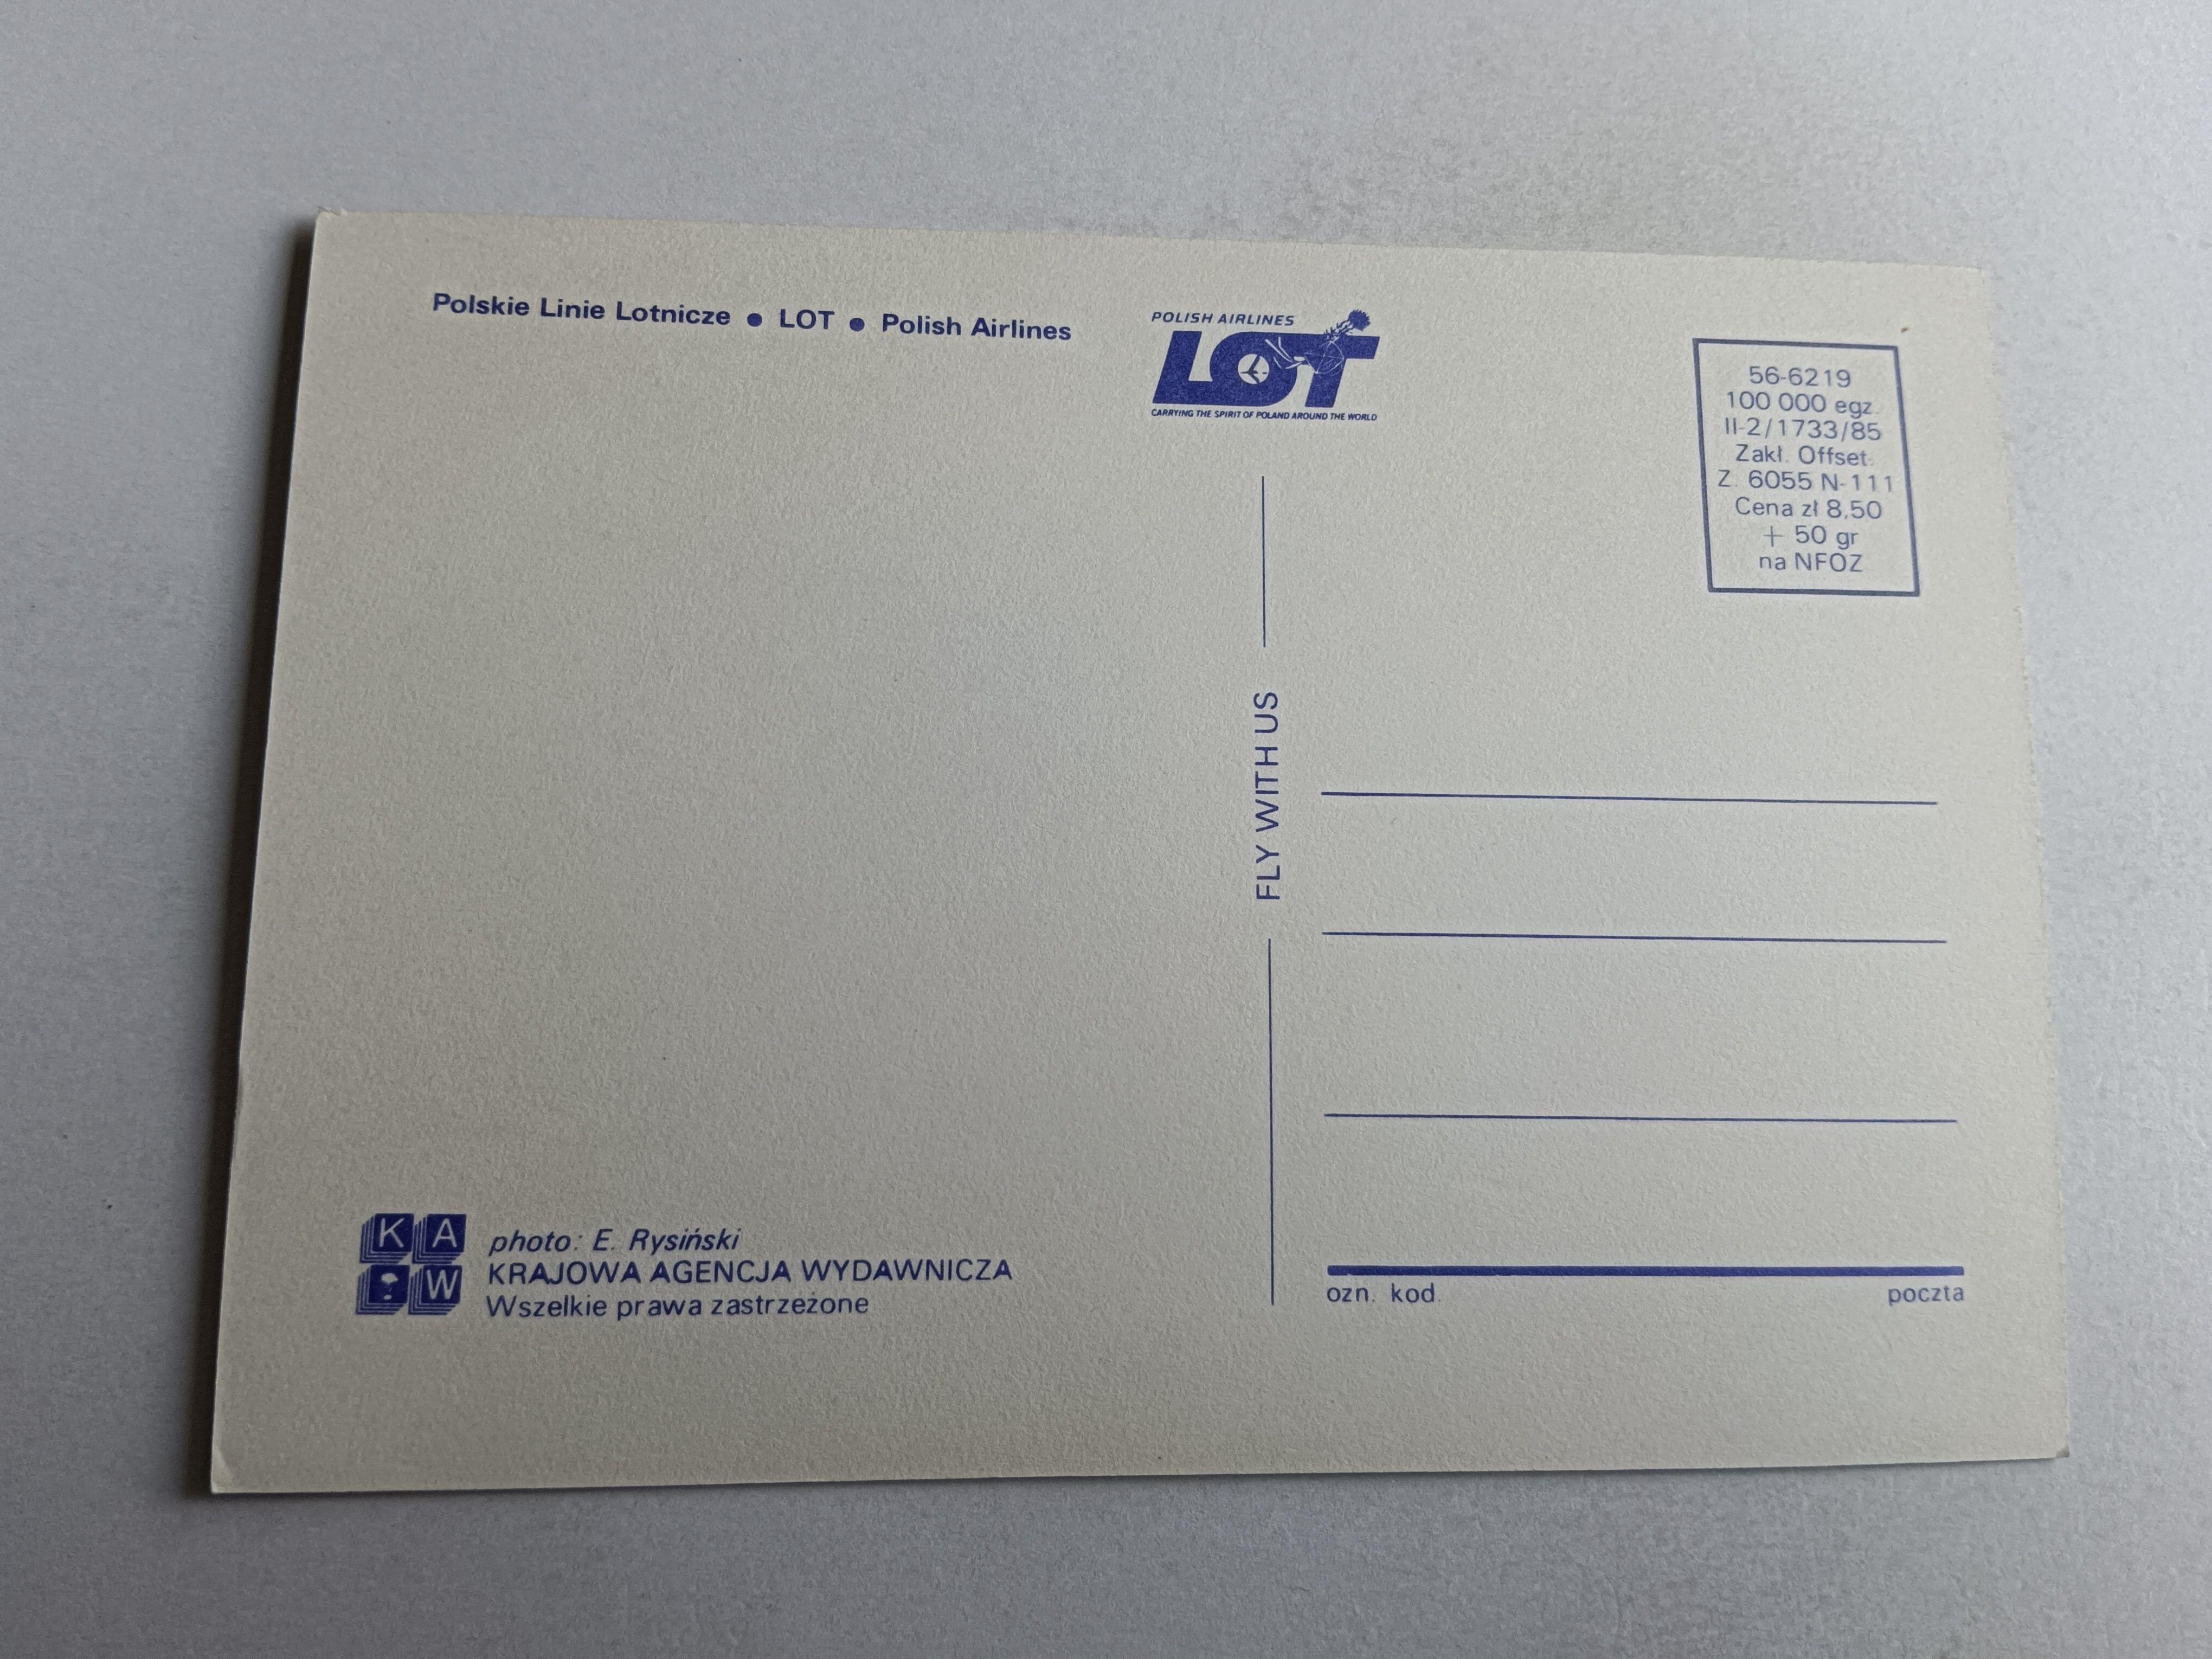 Polskie Linie Lotnicze ● LOT ● Polish Airlines
POLISH AIRLINES
LOT
CARRYING THE SPIRIT OF POLAND AROUND THE WORLD
56-6219
100 000 egz.
II-2/1733/85
Zakł. Offset.
Z. 6055 N-111
Cena zł 8,50
+ 50 gr
na NFOZ
FLY WITH US
K A
W
photo: E. Rysiński
KRAJOWA AGENCJA WYDAWNICZA
Wszelkie prawa zastrzeżone
ozn. kod. poczta